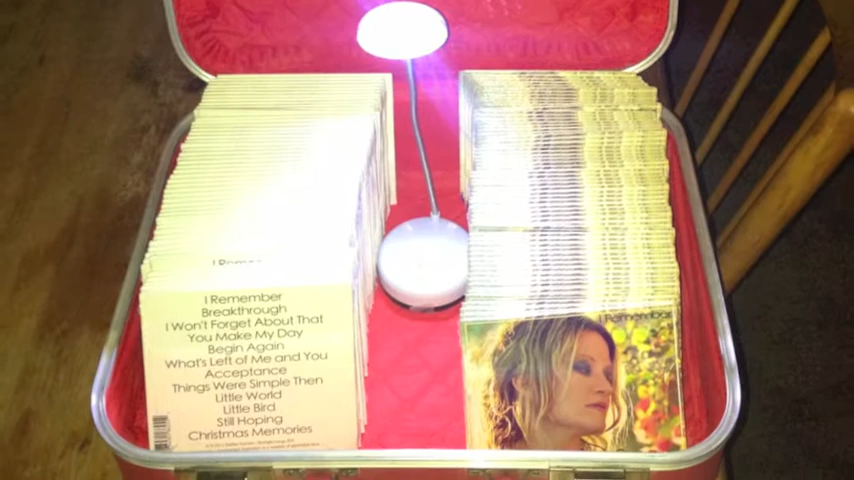 I Remember
Breakthrough
I Won't Forget About That
You Make My Day
Begin Again
What's Left of Me and You
Acceptance
Things Were Simple Then
Little World
Little Bird
Still Hoping
Christmas Memories
I Remember